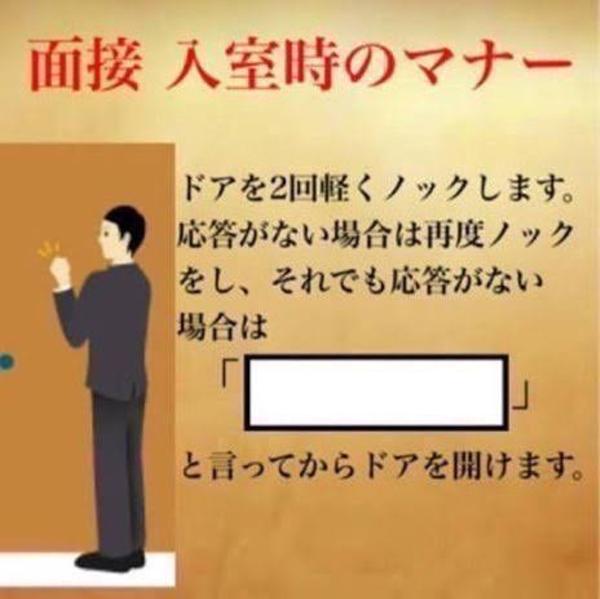 面接 入室時のマナー
ドアを2回軽くノックします。
応答がない場合は再度ノック
をし、それでも応答がない
場合は
「 」
と言ってからドアを開けます。